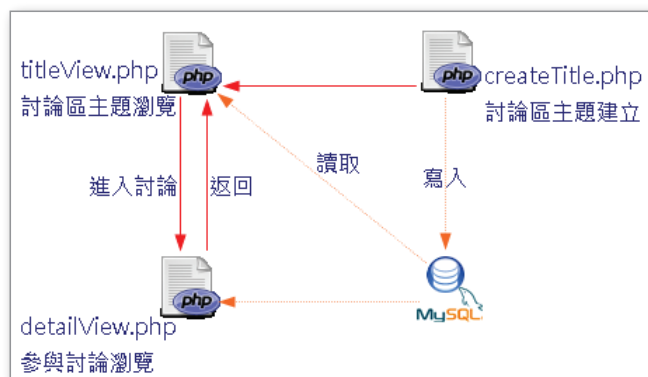 titleView.php
討論區主題瀏覽
php
php
createTitle.php
討論區主題建立
進入討論
返回
讀取
寫入
php
MySQL
detailView.php
參與討論瀏覽